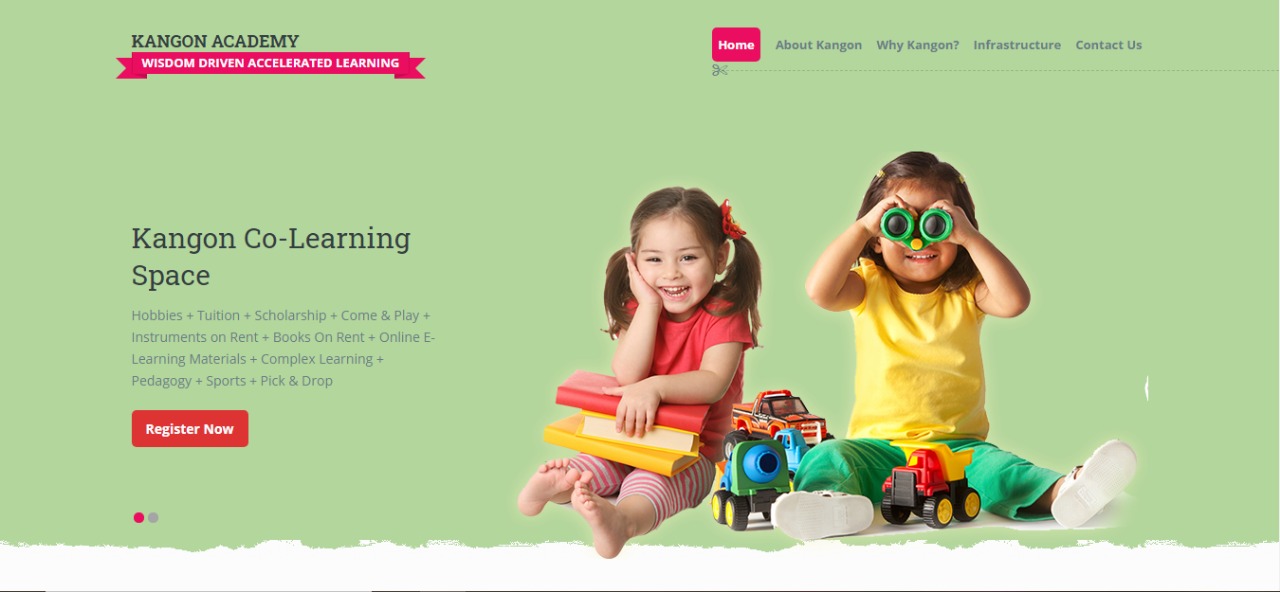 KANGON ACADEMY
WISDOM DRIVEN ACCELERATED LEARNING
Home About Kangon Why Kangon? Infrastructure Contact Us
Kangon Co-Learning
Space
Hobbies + Tuition + Scholarship + Come & Play +
Instruments on Rent + Books On Rent + Online E-
Learning Materials + Complex Learning +
Pedagogy + Sports + Pick & Drop
Register Now